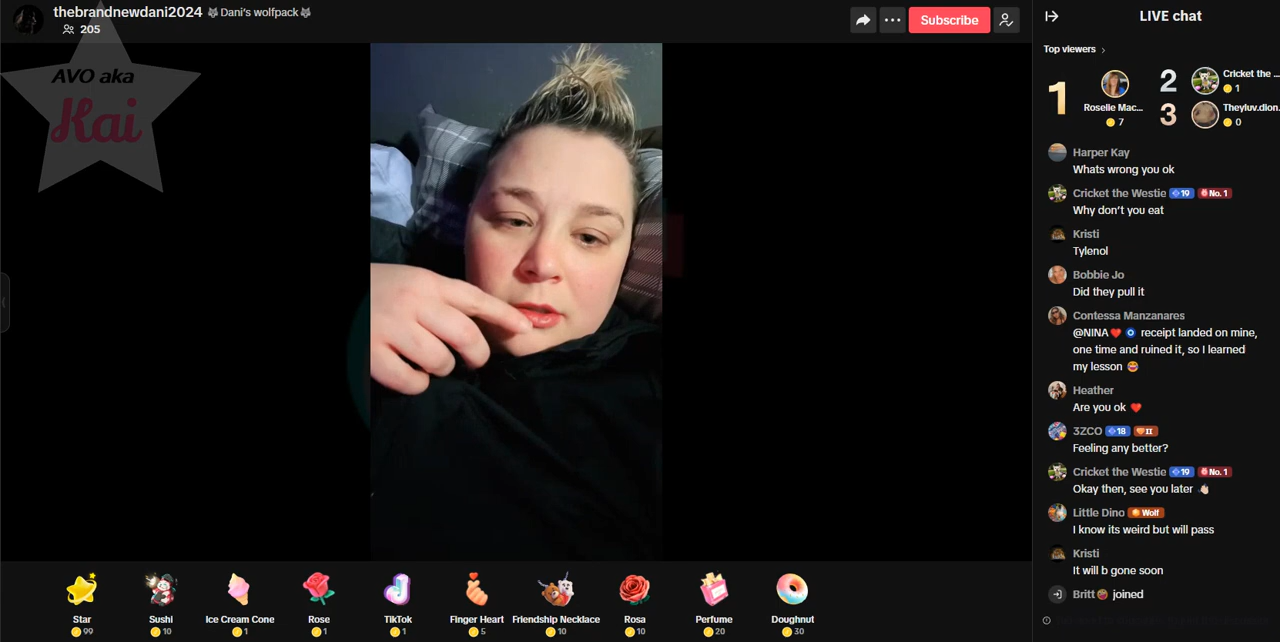 thebrandnewdani2024 🐺Dani's wolfpack🐺
205
Subscribe
AVO aka
Kai
LIVE chat
Top viewers
1
Roselle Mac...
7
2
Cricket the ...
1
3
Theyluv.dion.
0
Harper Kay
Whats wrong you ok
Cricket the Westie 19 No. 1
Why don't you eat
Kristi
Tylenol
Bobbie Jo
Did they pull it
Contessa Manzanares
@NINA❤️🧿 receipt landed on mine,
one time and ruined it, so I learned
my lesson 😂
Heather
Are you ok ❤️
3ZCO 18 II
Feeling any better?
Cricket the Westie 19 No. 1
Okay then, see you later 👋🏻
Little Dino Wolf
I know its weird but will pass
Kristi
It will b gone soon
Britt joined
Star
99
Sushi
10
Ice Cream Cone
1
Rose
1
TikTok
1
Finger Heart
5
Friendship Necklace
10
Rosa
10
Perfume
20
Doughnut
30